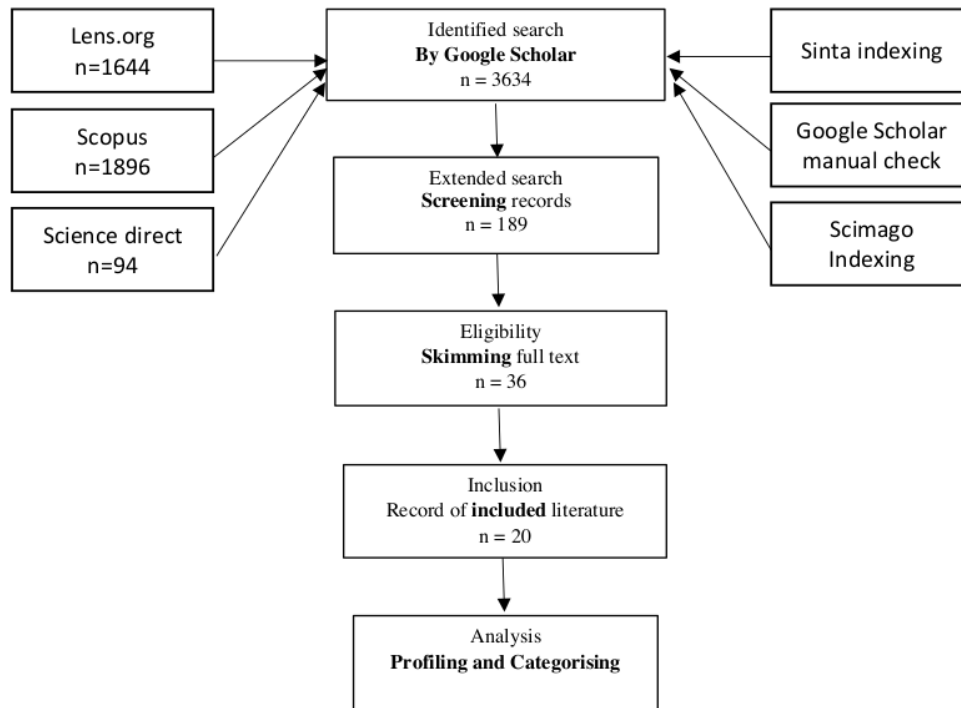 Lens.org
n=1644
Scopus
n=1896
Science direct
n=94
Identified search
By Google Scholar
n = 3634
Extended search
Screening records
n = 189
Eligibility
Skimming full text
n = 36
Inclusion
Record of included literature
n = 20
Analysis
Profiling and Categorising
Sinta indexing
Google Scholar
manual check
Scimago
Indexing